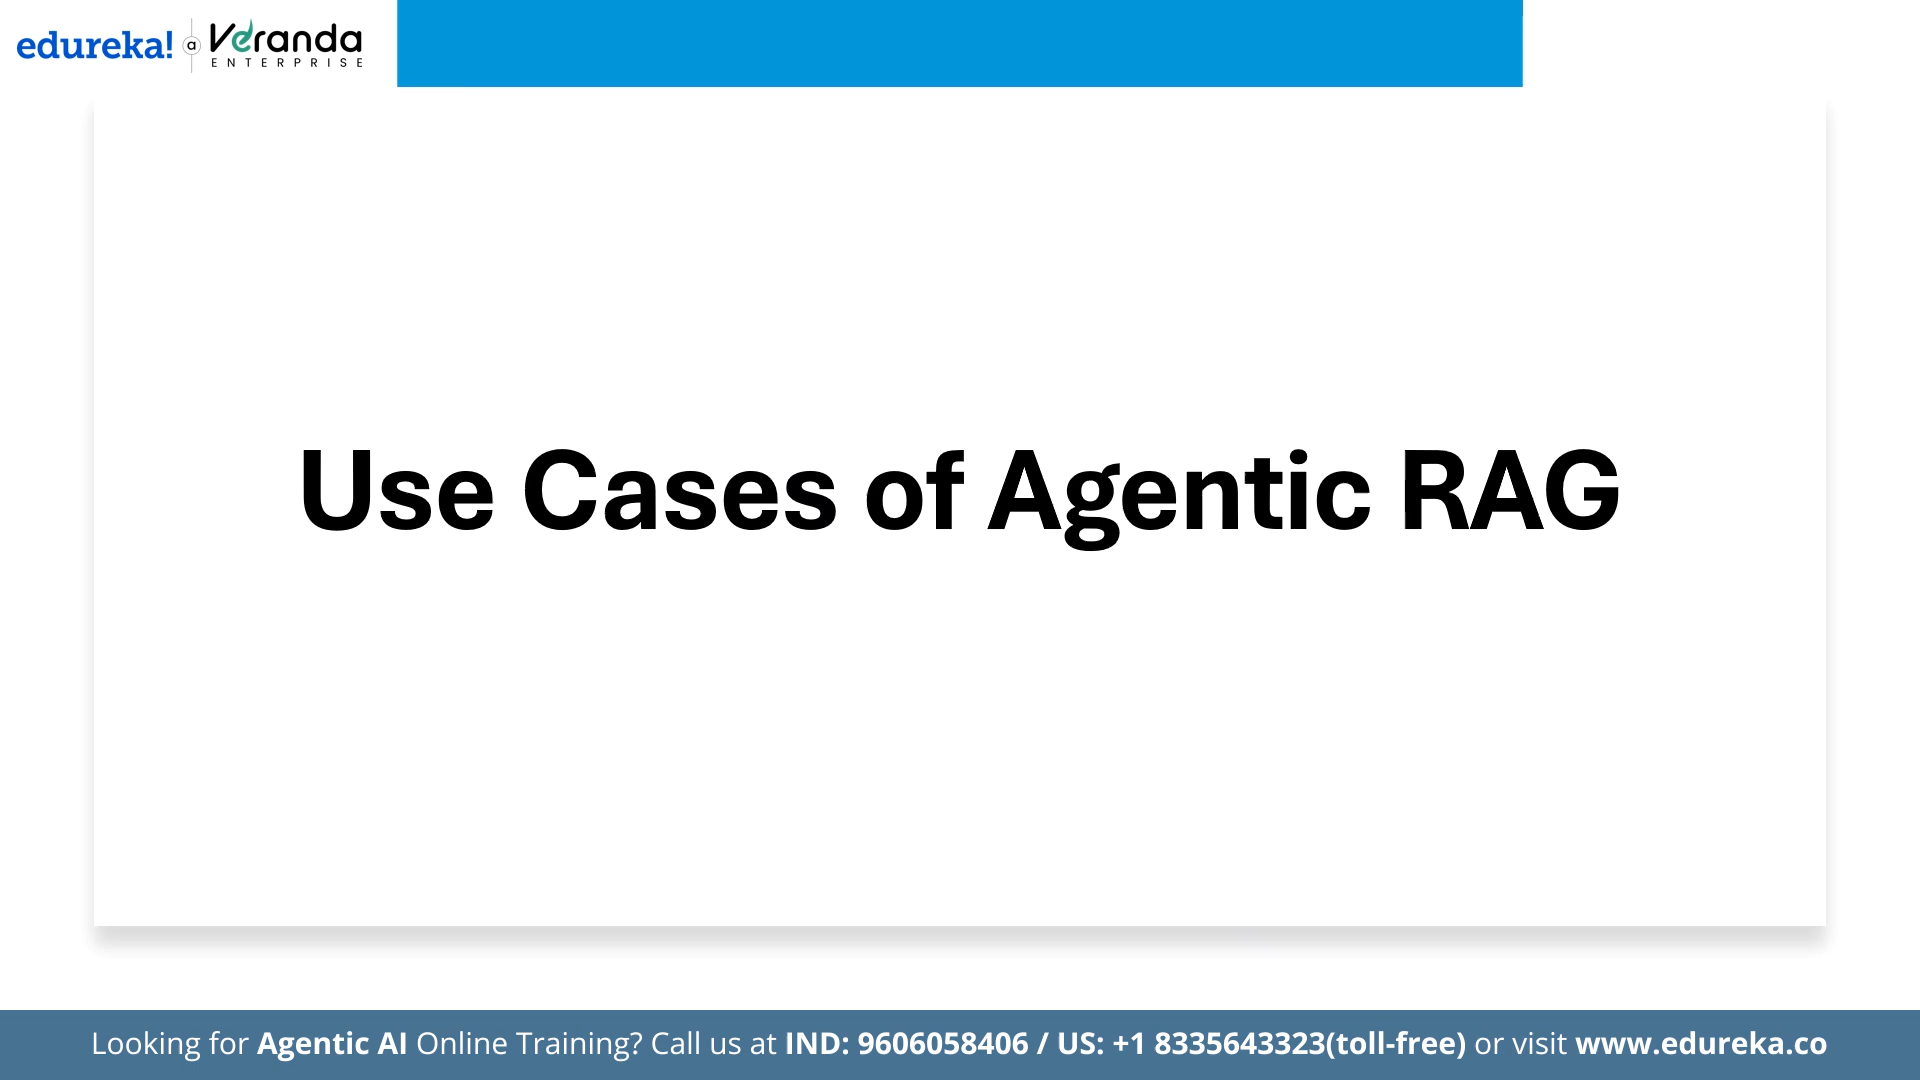 edureka! a Veranda
ENTERPRISE
Use Cases of Agentic RAG
Looking for Agentic AI Online Training? Call us at IND: 9606058406 / US: +1 8335643323(toll-free) or visit www.edureka.co